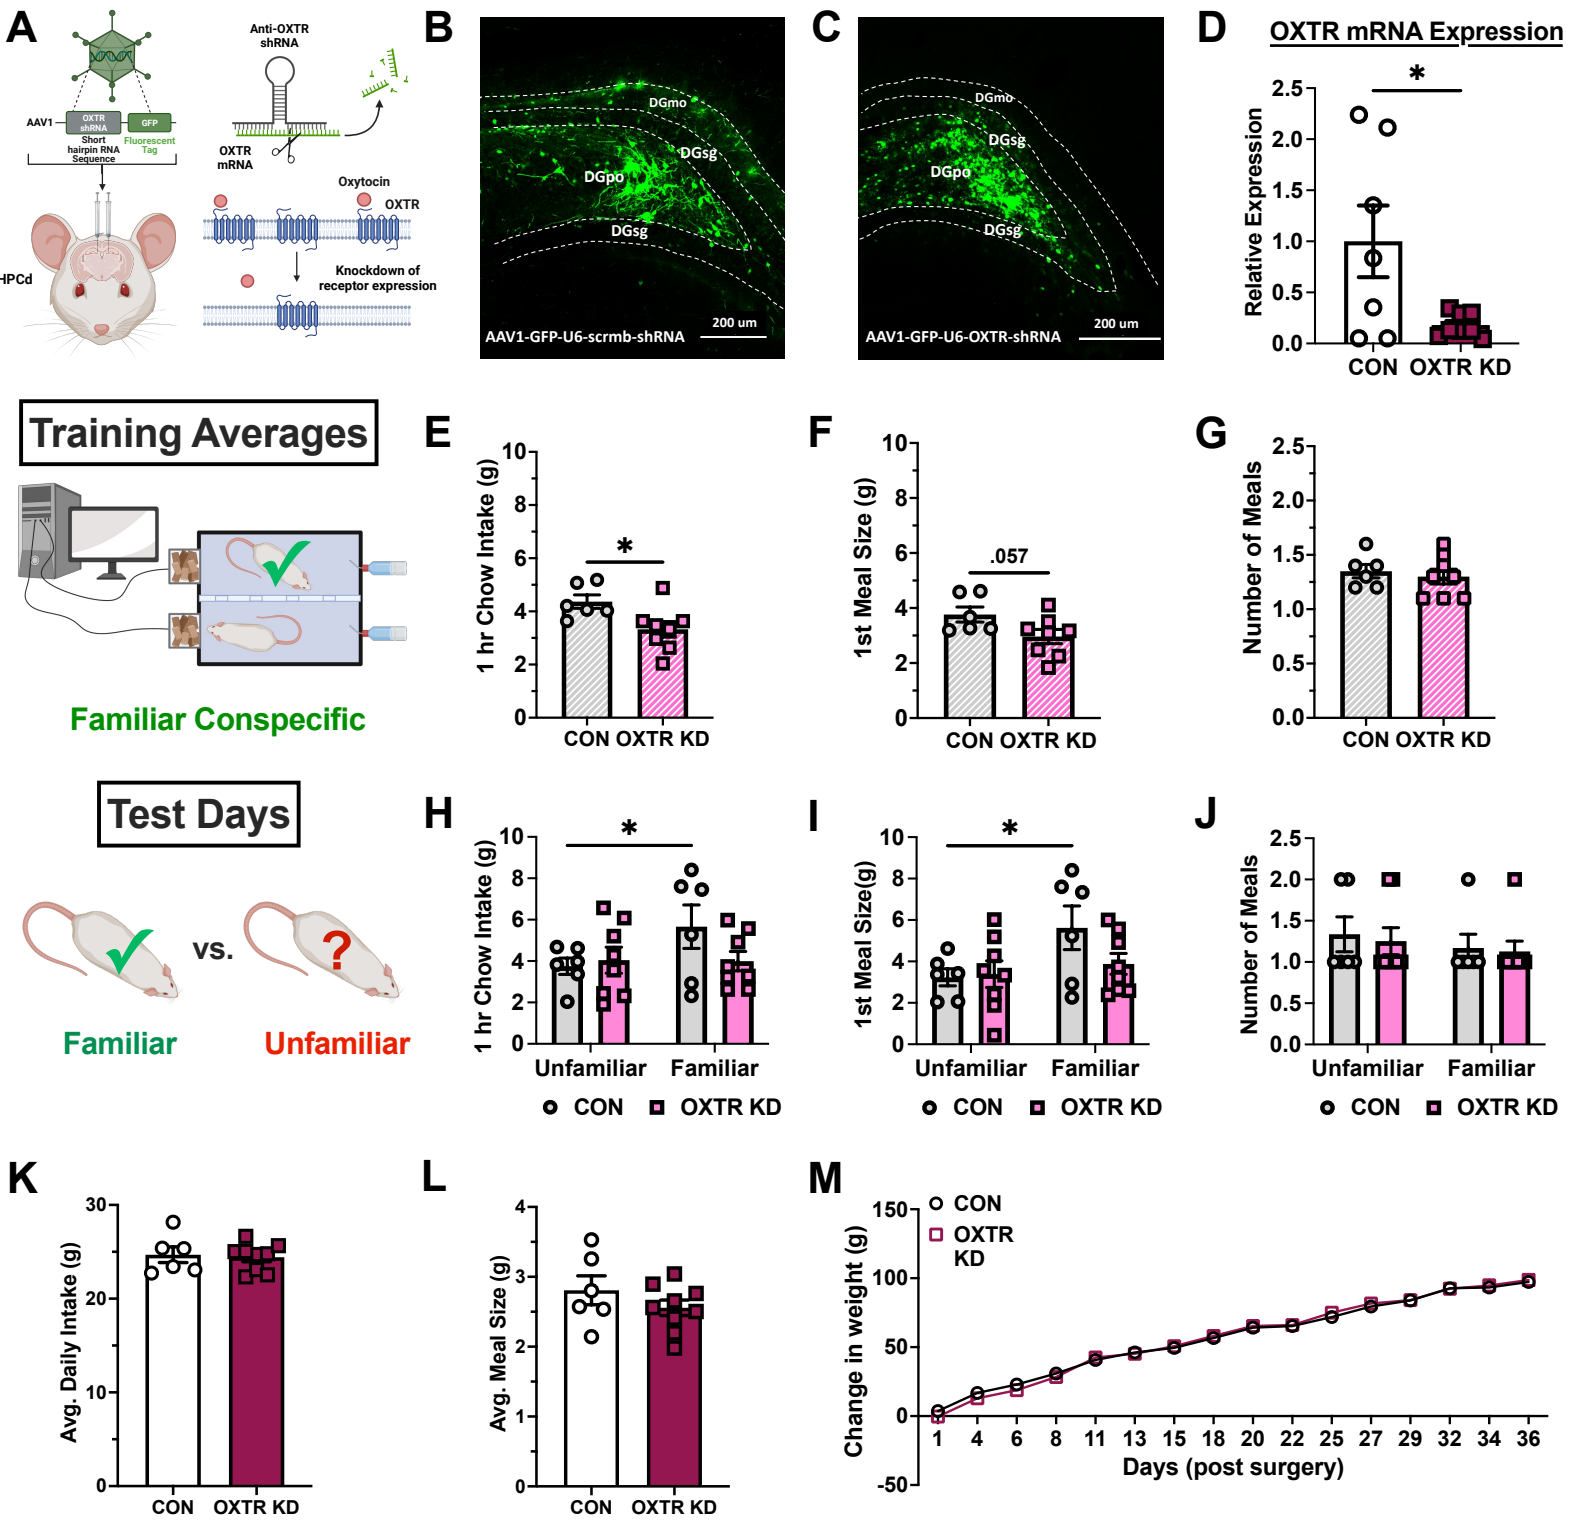 A
AAV1
OXTR
shRNA
GFP
Short
hairpin RNA
Sequence
Fluorescent
Tag
HPCd
Anti-OXTR
shRNA
OXTR
mRNA
Oxytocin
OXTR
Knockdown of
receptor expression
B
DGmo
DGsg
DGpo
DGsg
AAV1-GFP-U6-scrmb-shRNA
200 um
C
DGmo
DGsg
DGpo
DGsg
AAV1-GFP-U6-OXTR-shRNA
200 um
D
OXTR mRNA Expression
Relative Expression
2.5
2.0
1.5
1.0
0.5
0.0
*
CON OXTR KD
Training Averages
Familiar Conspecific
E
1 hr Chow Intake (g)
10
8
6
4
2
0
*
CON OXTR KD
F
1st Meal Size (g)
10
8
6
4
2
0
.057
CON OXTR KD
G
Number of Meals
2.5
2.0
1.5
1.0
0.5
0.0
CON OXTR KD
Test Days
vs.
?
Familiar
Unfamiliar
H
1 hr Chow Intake (g)
10
8
6
4
2
0
*
Unfamiliar Familiar
CON OXTR KD
I
1st Meal Size(g)
10
8
6
4
2
0
*
Unfamiliar Familiar
CON OXTR KD
J
Number of Meals
2.5
2.0
1.5
1.0
0.5
0.0
Unfamiliar Familiar
CON OXTR KD
K
Avg. Daily Intake (g)
30
20
10
0
CON OXTR KD
L
Avg. Meal Size (g)
4
3
2
1
0
CON OXTR KD
M
Change in weight (g)
150
100
50
0
-50
CON
OXTR
KD
1 4 6 8 11 13 15 18 20 22 25 27 29 32 34 36
Days (post surgery)